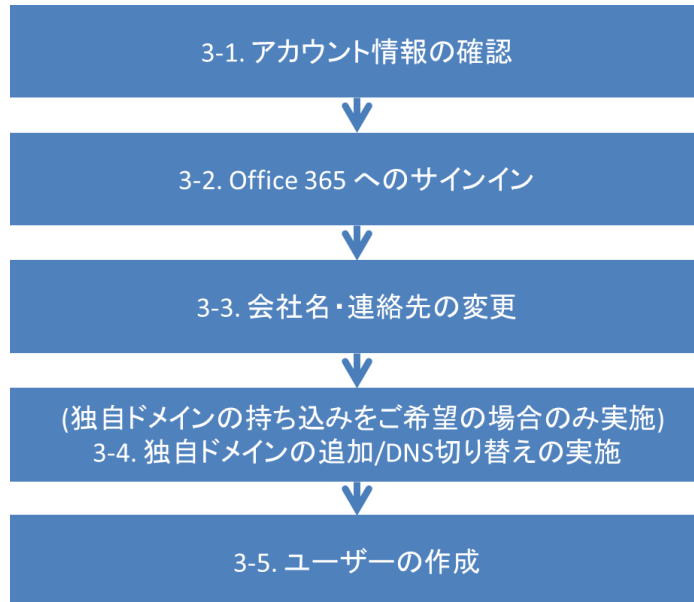 3-1. アカウント情報の確認
3-2. Office 365 へのサインイン
3-3. 会社名・連絡先の変更
(独自ドメインの持ち込みをご希望の場合のみ実施)
3-4. 独自ドメインの追加/DNS切り替えの実施
3-5. ユーザーの作成